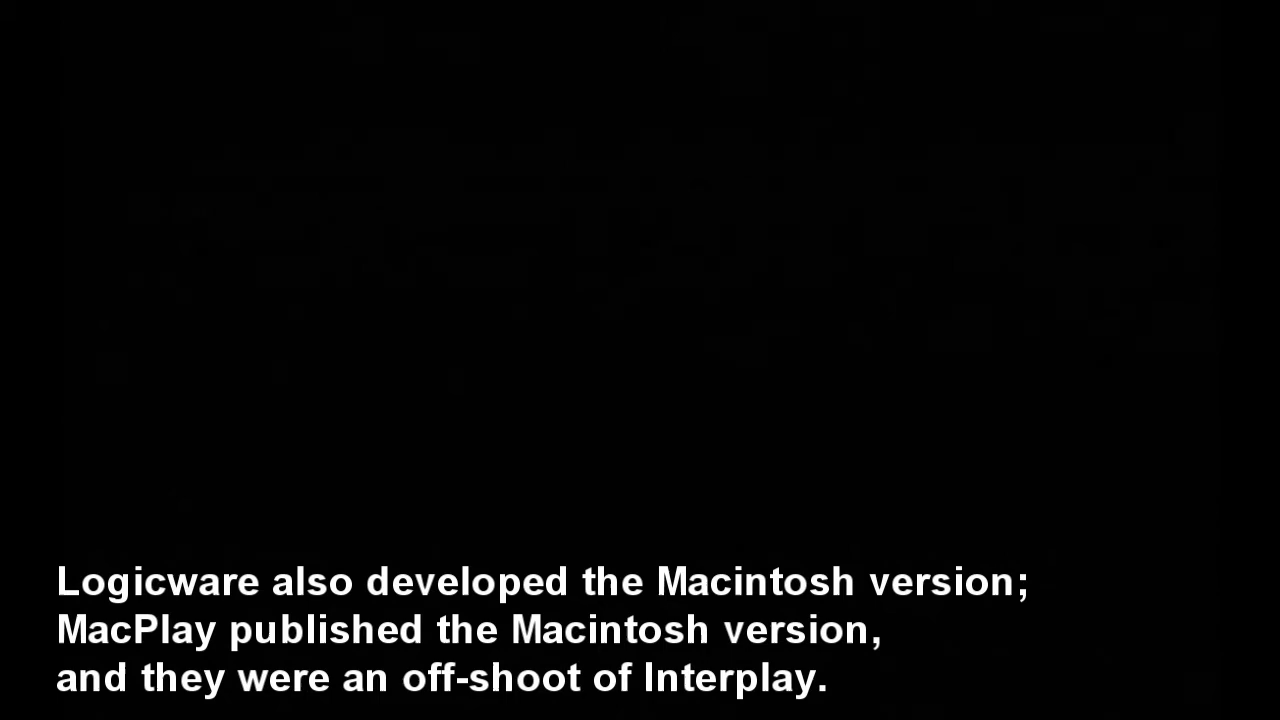 Logicware also developed the Macintosh version;
MacPlay published the Macintosh version,
and they were an off-shoot of Interplay.